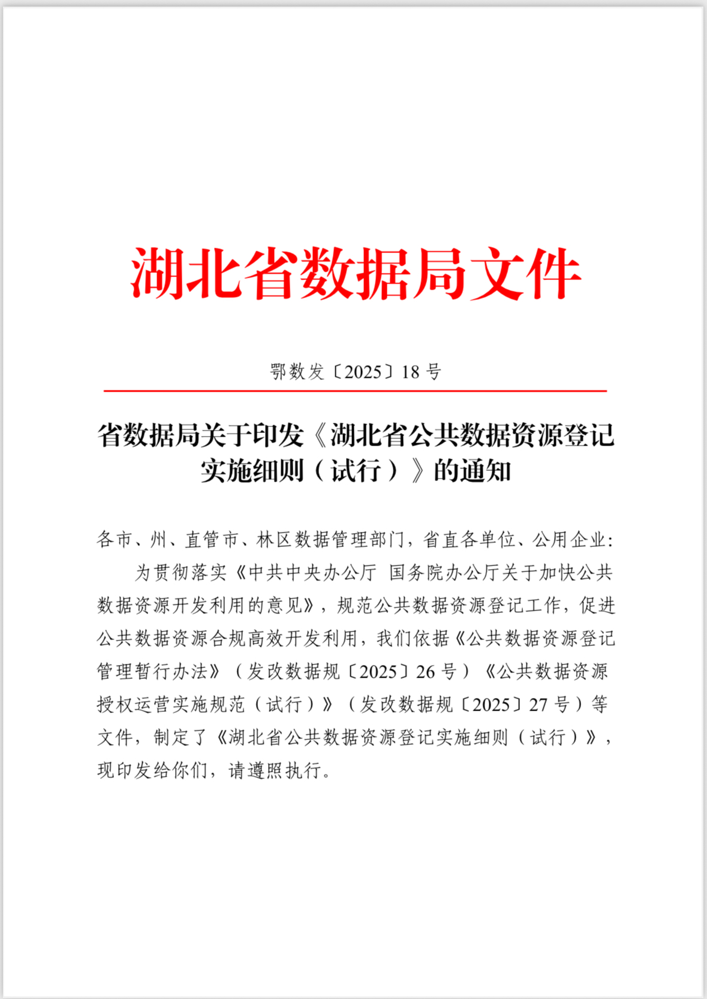 湖北省数据局文件
鄂数发〔2025〕18 号
省数据局关于印发《湖北省公共数据资源登记
实施细则（试行）》的通知
各市、州、直管市、林区数据管理部门，省直各单位、公用企业：
为贯彻落实《中共中央办公厅 国务院办公厅关于加快公共
数据资源开发利用的意见》，规范公共数据资源登记工作，促进
公共数据资源合规高效开发利用，我们依据《公共数据资源登记
管理暂行办法》（发改数据规〔2025〕26 号）《公共数据资源
授权运营实施规范（试行）》（发改数据规〔2025〕27 号）等
文件，制定了《湖北省公共数据资源登记实施细则（试行）》，
现印发给你们，请遵照执行。